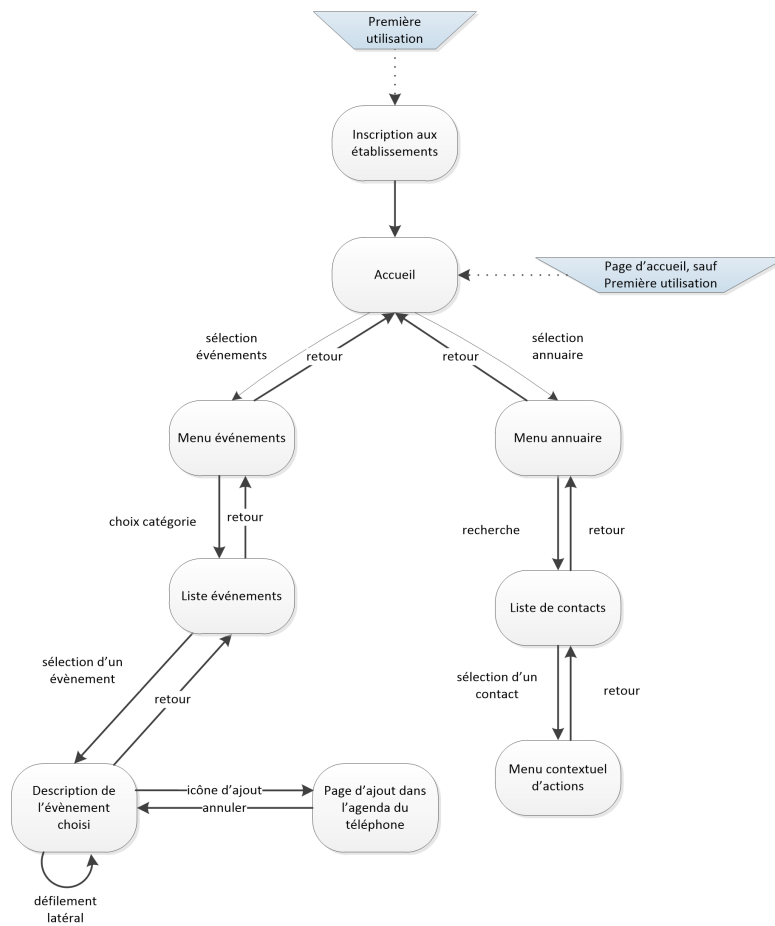 Première
utilisation
Inscription aux
établissements
Accueil
Page d'accueil, sauf
Première utilisation
sélection
événements
retour
retour
sélection
annuaire
Menu événements
Menu annuaire
choix catégorie
retour
recherche
retour
Liste événements
Liste de contacts
sélection d'un
évènement
retour
sélection d'un
contact
retour
Description de
l'évènement
choisi
icône d'ajout
annuler
Page d'ajout dans
l'agenda du
téléphone
Menu contextuel
d'actions
défilement
latéral